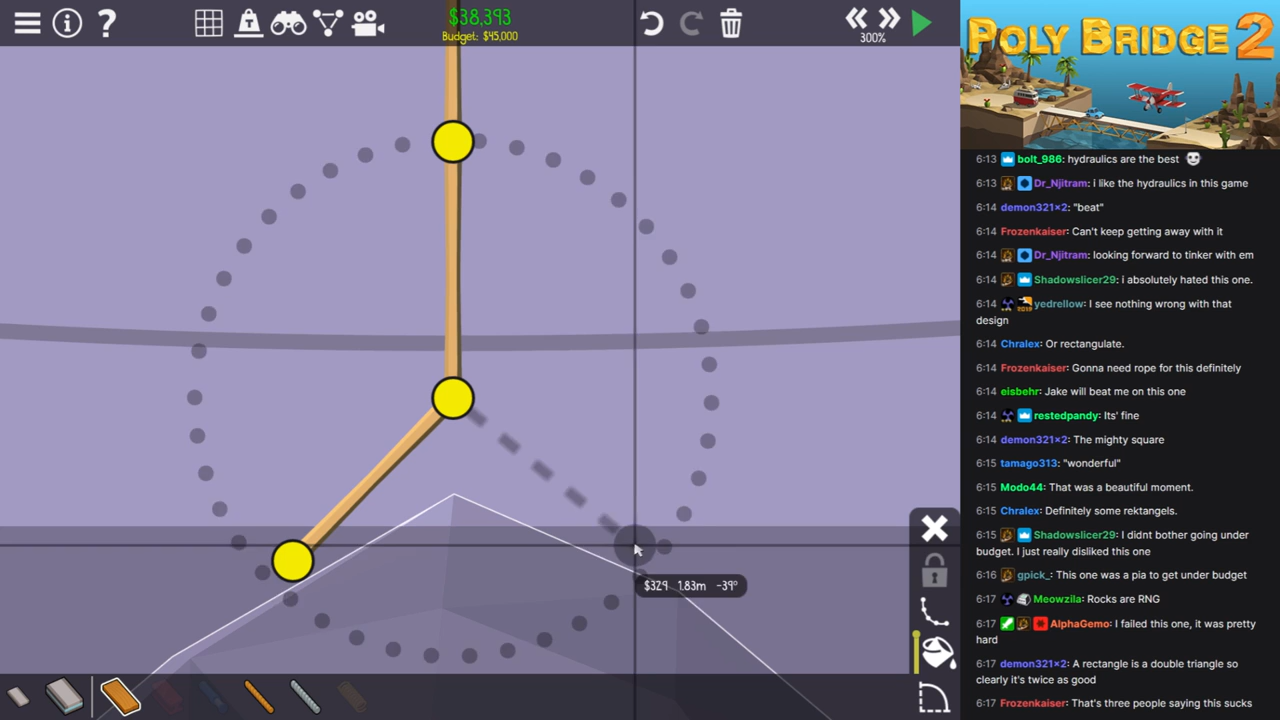 $38,393
Budget: $45,000
300%
$329 1.83m -39°
POLY BRIDGE 2
6:13 bolt_986: hydraulics are the best
6:13 Dr_Njitram: i like the hydraulics in this game
6:14 demon321×2: "beat"
6:14 Frozenkaiser: Can't keep getting away with it
6:14 Dr_Njitram: looking forward to tinker with em
6:14 Shadowslicer29: i absolutely hated this one.
6:14 yedrellow: I see nothing wrong with that
design
6:14 Chralex: Or rectangulate.
6:14 Frozenkaiser: Gonna need rope for this definitely
6:14 eisbehr: Jake will beat me on this one
6:14 restedpandy: Its' fine
6:14 demon321×2: The mighty square
6:15 tamago313: "wonderful"
6:15 Modo44: That was a beautiful moment.
6:15 Chralex: Definitely some rektangels.
6:15 Shadowslicer29: I didnt bother going under
budget. I just really disliked this one
6:16 gpick_: This one was a pia to get under budget
6:17 Meowzila: Rocks are RNG
6:17 AlphaGemo: I failed this one, it was pretty
hard
6:17 demon321×2: A rectangle is a double triangle so
clearly it's twice as good
6:17 Frozenkaiser: That's three people saying this sucks